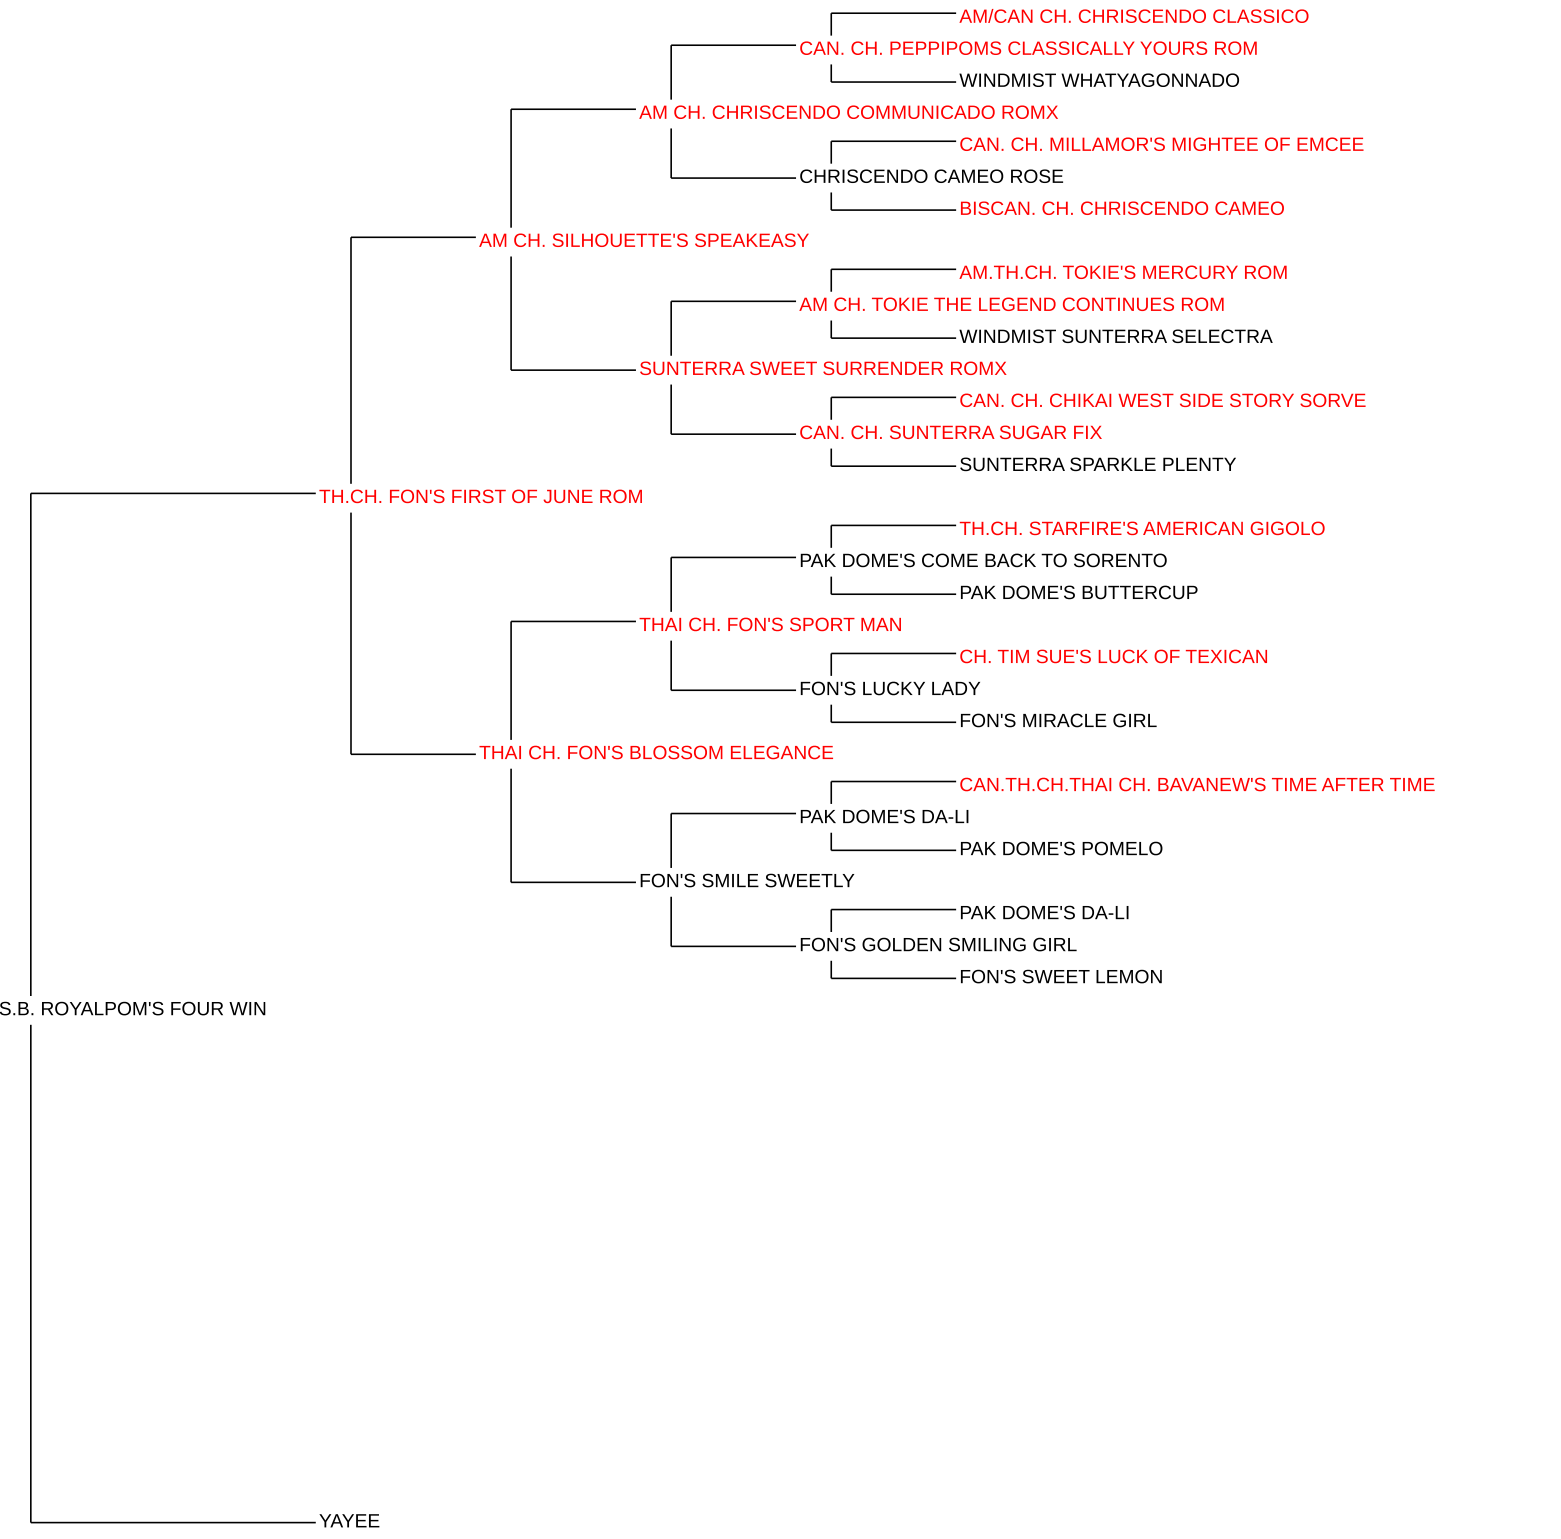 AM/CAN CH. CHRISCENDO CLASSICO
CAN. CH. PEPPIPOMS CLASSICALLY YOURS ROM
WINDMIST WHATYAGONNADO
AM CH. CHRISCENDO COMMUNICADO ROMX
CAN. CH. MILLAMOR'S MIGHTEE OF EMCEE
CHRISCENDO CAMEO ROSE
BISCAN. CH. CHRISCENDO CAMEO
AM CH. SILHOUETTE'S SPEAKEASY
AM.TH.CH. TOKIE'S MERCURY ROM
AM CH. TOKIE THE LEGEND CONTINUES ROM
WINDMIST SUNTERRA SELECTRA
SUNTERRA SWEET SURRENDER ROMX
CAN. CH. CHIKAI WEST SIDE STORY SORVE
CAN. CH. SUNTERRA SUGAR FIX
SUNTERRA SPARKLE PLENTY
TH.CH. FON'S FIRST OF JUNE ROM
TH.CH. STARFIRE'S AMERICAN GIGOLO
PAK DOME'S COME BACK TO SORENTO
PAK DOME'S BUTTERCUP
THAI CH. FON'S SPORT MAN
CH. TIM SUE'S LUCK OF TEXICAN
FON'S LUCKY LADY
FON'S MIRACLE GIRL
THAI CH. FON'S BLOSSOM ELEGANCE
CAN.TH.CH.THAI CH. BAVANEW'S TIME AFTER TIME
PAK DOME'S DA-LI
PAK DOME'S POMELO
FON'S SMILE SWEETLY
PAK DOME'S DA-LI
FON'S GOLDEN SMILING GIRL
FON'S SWEET LEMON
S.B. ROYALPOM'S FOUR WIN
YAYEE